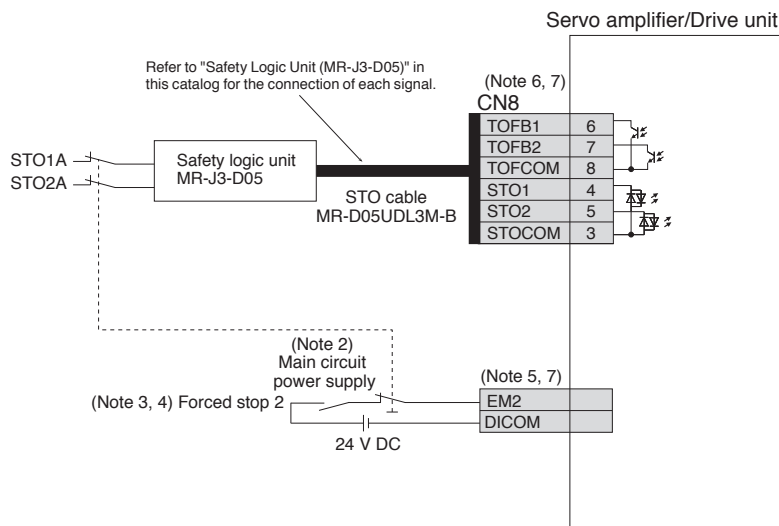 Servo amplifier/Drive unit
Refer to "Safety Logic Unit (MR-J3-D05)" in
this catalog for the connection of each signal.
(Note 6, 7)
CN8
TOFB1 6
TOFB2 7
TOFCOM 8
STO1 4
STO2 5
STOCOM 3
STO1A
STO2A
Safety logic unit
MR-J3-D05
STO cable
MR-D05UDL3M-B
(Note 2)
Main circuit
power supply
(Note 3, 4) Forced stop 2
24 V DC
(Note 5, 7)
EM2
DICOM